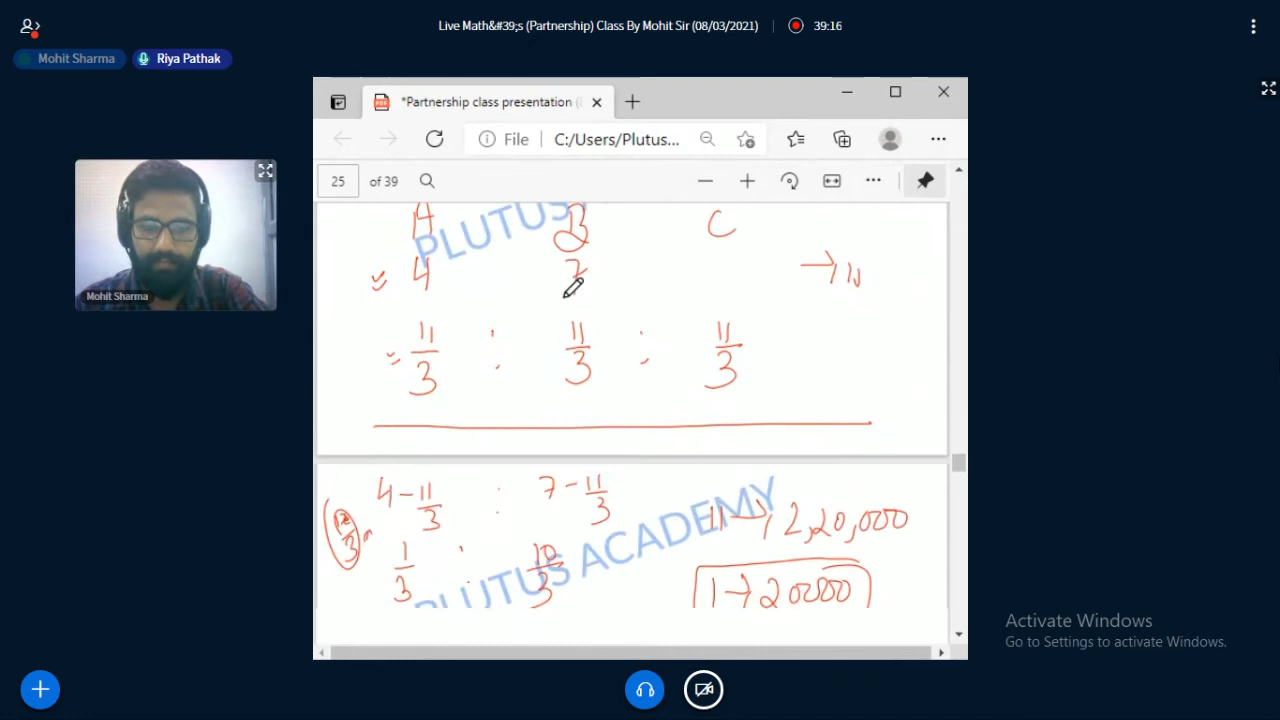 Live Math&#39;s (Partnership) Class By Mohit Sir (08/03/2021) 39:16
Mohit Sharma Riya Pathak
*Partnership class presentation (
File C:/Users/Plutus...
25 of 39
A B C
PLUTUS
4 7 → 11
11/3 : 11/3 : 11/3
Mohit Sharma
4 - 11/3 : 7 - 11/3
11 → 2,20,000
PLUTUS ACADEMY
1/3 : 10/3
1 → 20000
Activate Windows
Go to Settings to activate Windows.